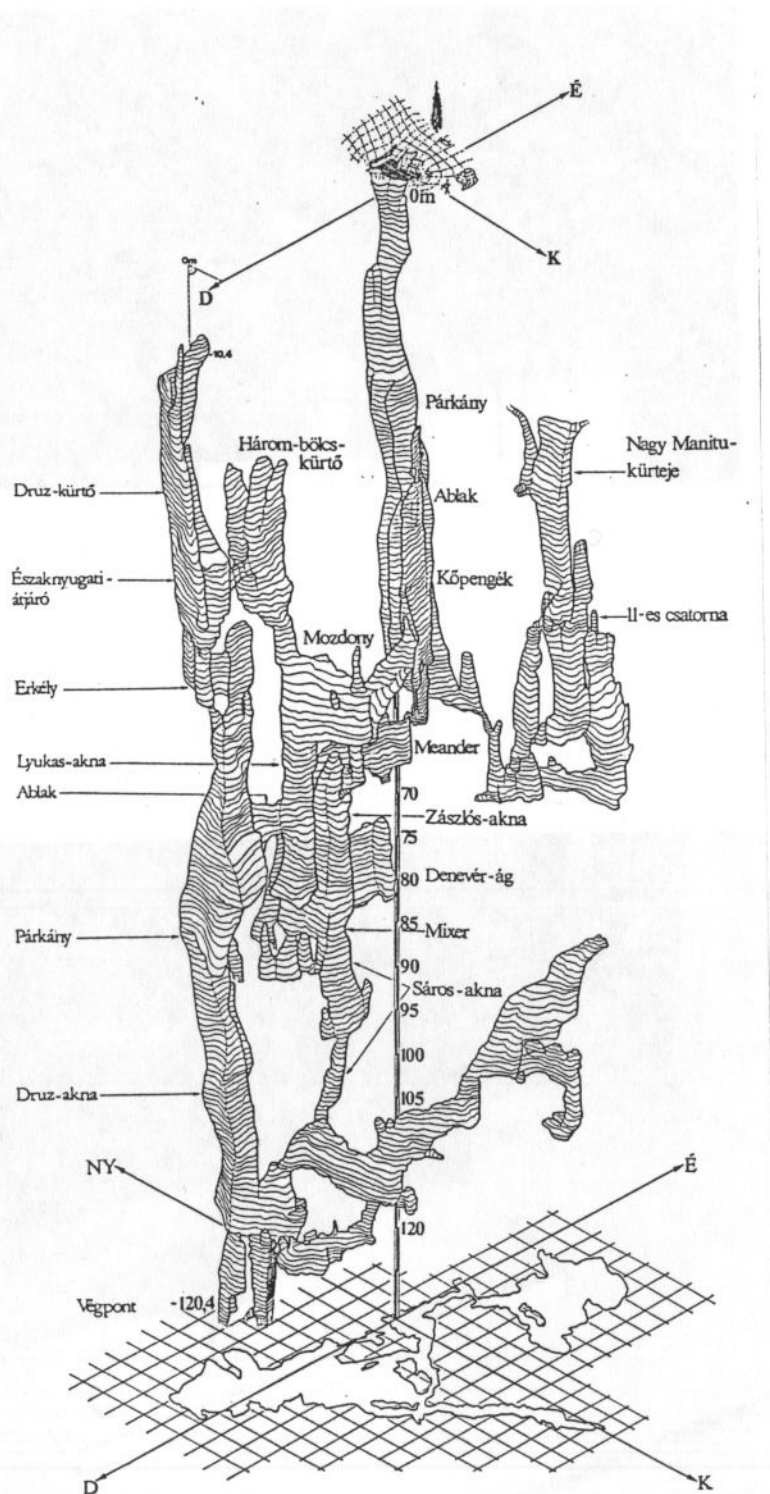 É
0m
K
0m
D
-10,4
Párkány
Három-bölcs-
kürtő
Nagy Manitu-
kürteje
Druz-kürtő
Ablak
Északnyugati-
átjáró
Kőpengék
II-es csatorna
Mozdony
Erkély
Meander
Lyukas-akna
Ablak
70
Zászlós-akna
75
Denevér-ág
80
85
Mixer
Párkány
90
Sáros-akna
95
100
105
Druz-akna
NY
É
120
Végpont
-120,4
D
K